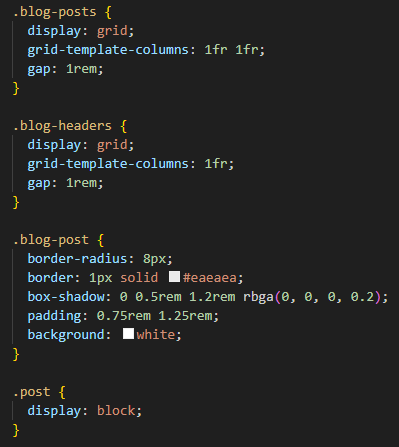 .blog-posts {
  display: grid;
  grid-template-columns: 1fr 1fr;
  gap: 1rem;
}
.blog-headers {
  display: grid;
  grid-template-columns: 1fr;
  gap: 1rem;
}
.blog-post {
  border-radius: 8px;
  border: 1px solid #eaeaea;
  box-shadow: 0 0.5rem 1.2rem rbga(0, 0, 0, 0.2);
  padding: 0.75rem 1.25rem;
  background: white;
}
.post {
  display: block;
}